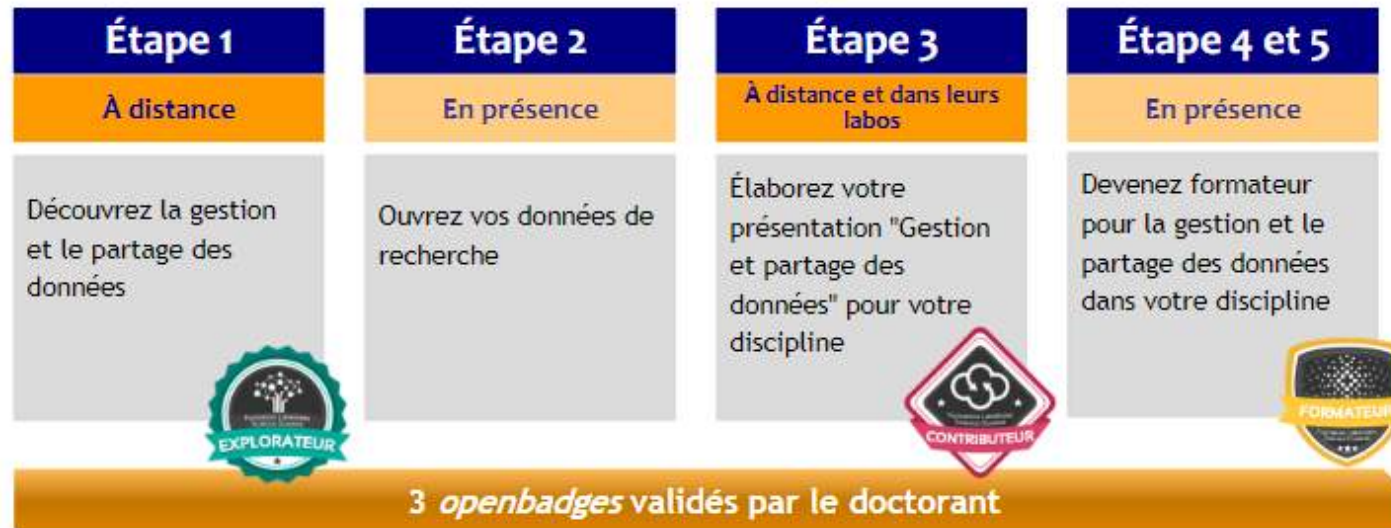 Étape 1
À distance
Découvrez la gestion
et le partage des
données
EXPLORATEUR
Étape 2
En présence
Ouvrez vos données de
recherche
Étape 3
À distance et dans leurs
labos
Élaborez votre
présentation "Gestion
et partage des
données" pour votre
discipline
CONTRIBUTEUR
Étape 4 et 5
En présence
Devenez formateur
pour la gestion et le
partage des données
dans votre discipline
FORMATEUR
3 openbadges validés par le doctorant